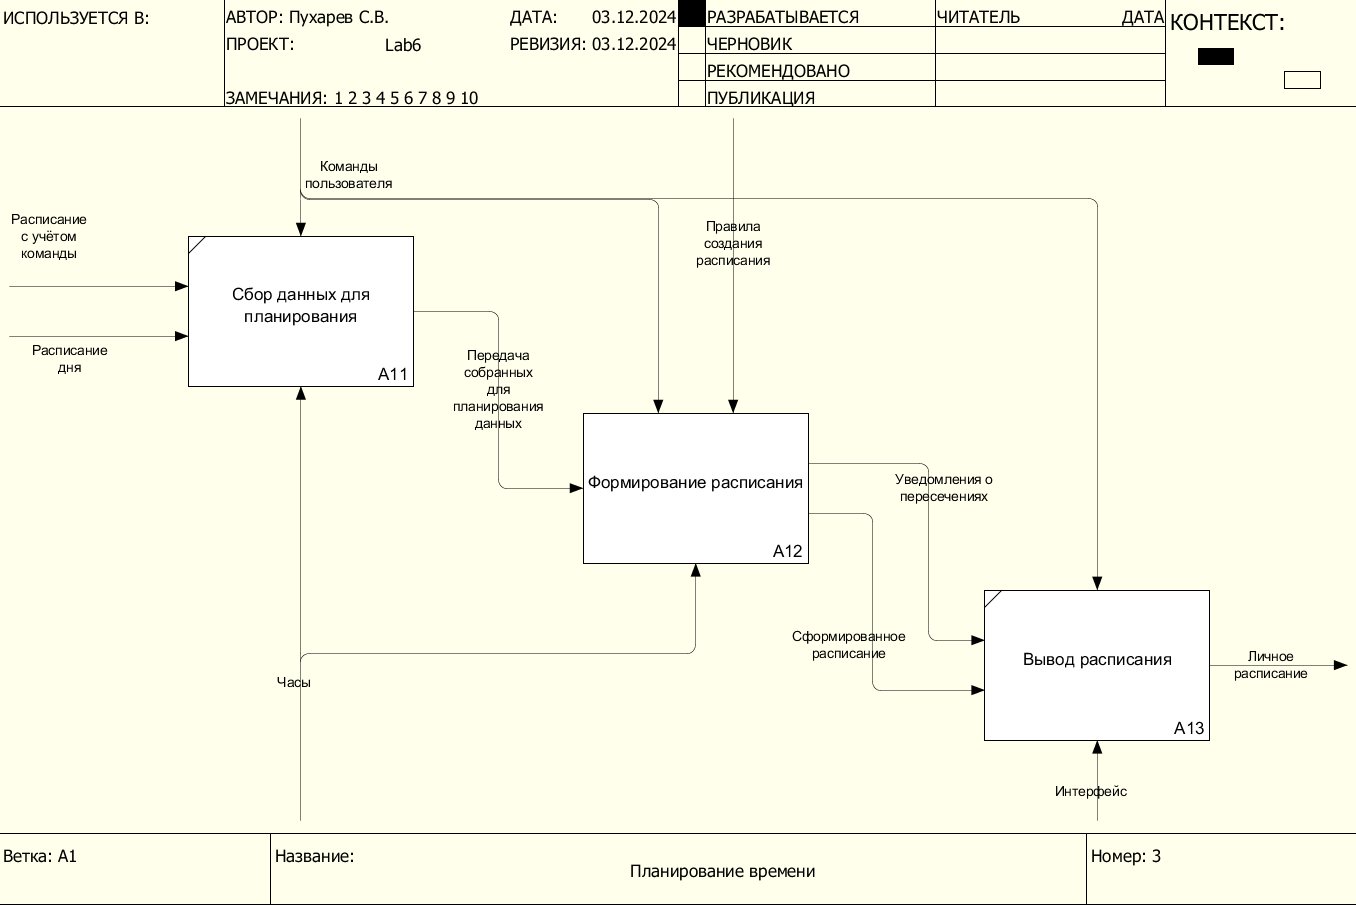 ИСПОЛЬЗУЕТСЯ В:
АВТОР: Пухарев С.В.
ДАТА: 03.12.2024
ПРОЕКТ: Lab6
РЕВИЗИЯ: 03.12.2024
ЗАМЕЧАНИЯ: 1 2 3 4 5 6 7 8 9 10
РАЗРАБАТЫВАЕТСЯ
ЧЕРНОВИК
РЕКОМЕНДОВАНО
ПУБЛИКАЦИЯ
ЧИТАТЕЛЬ
ДАТА
КОНТЕКСТ:
Команды
пользователя
Расписание
с учётом
команды
Правила
создания
расписания
Сбор данных для
планирования
A11
Расписание
дня
Передача
собранных
для
планирования
данных
Формирование расписания
A12
Уведомления о
пересечениях
Сформированное
расписание
Вывод расписания
A13
Личное
расписание
Часы
Интерфейс
Ветка: A1
Название:
Планирование времени
Номер: 3